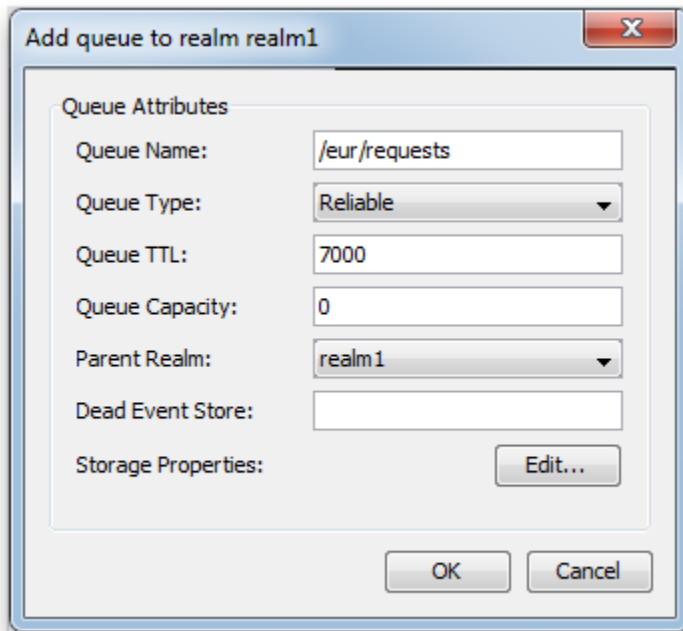 Add queue to realm realm1
Queue Attributes
Queue Name: /eur/requests
Queue Type: Reliable
Queue TTL: 7000
Queue Capacity: 0
Parent Realm: realm1
Dead Event Store:
Storage Properties: Edit...
OK Cancel